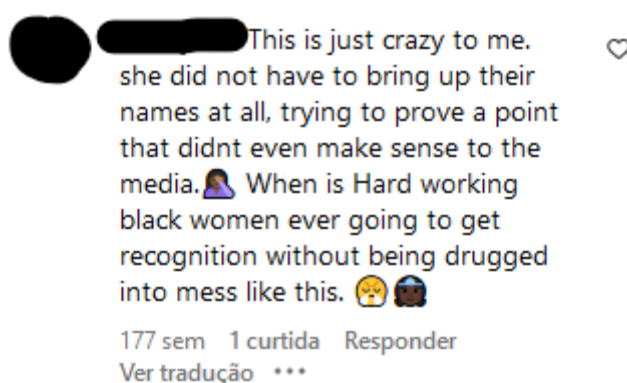 This is just crazy to me.
she did not have to bring up their
names at all, trying to prove a point
that didnt even make sense to the
media.🤦🏾‍♀️ When is Hard working
black women ever going to get
recognition without being drugged
into mess like this. 😤👸🏿
177 sem 1 curtida Responder
Ver tradução •••